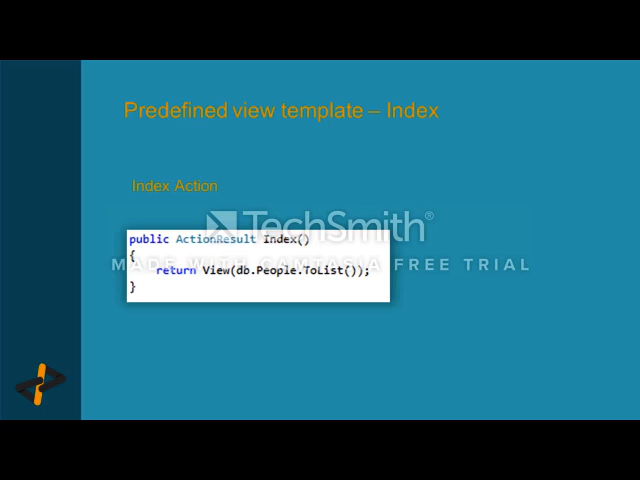 Predefined view template – Index
Index Action
TechSmith®
MADE WITH CAMTASIA FREE TRIAL
public ActionResult Index()
{
return View(db.People.ToList());
}